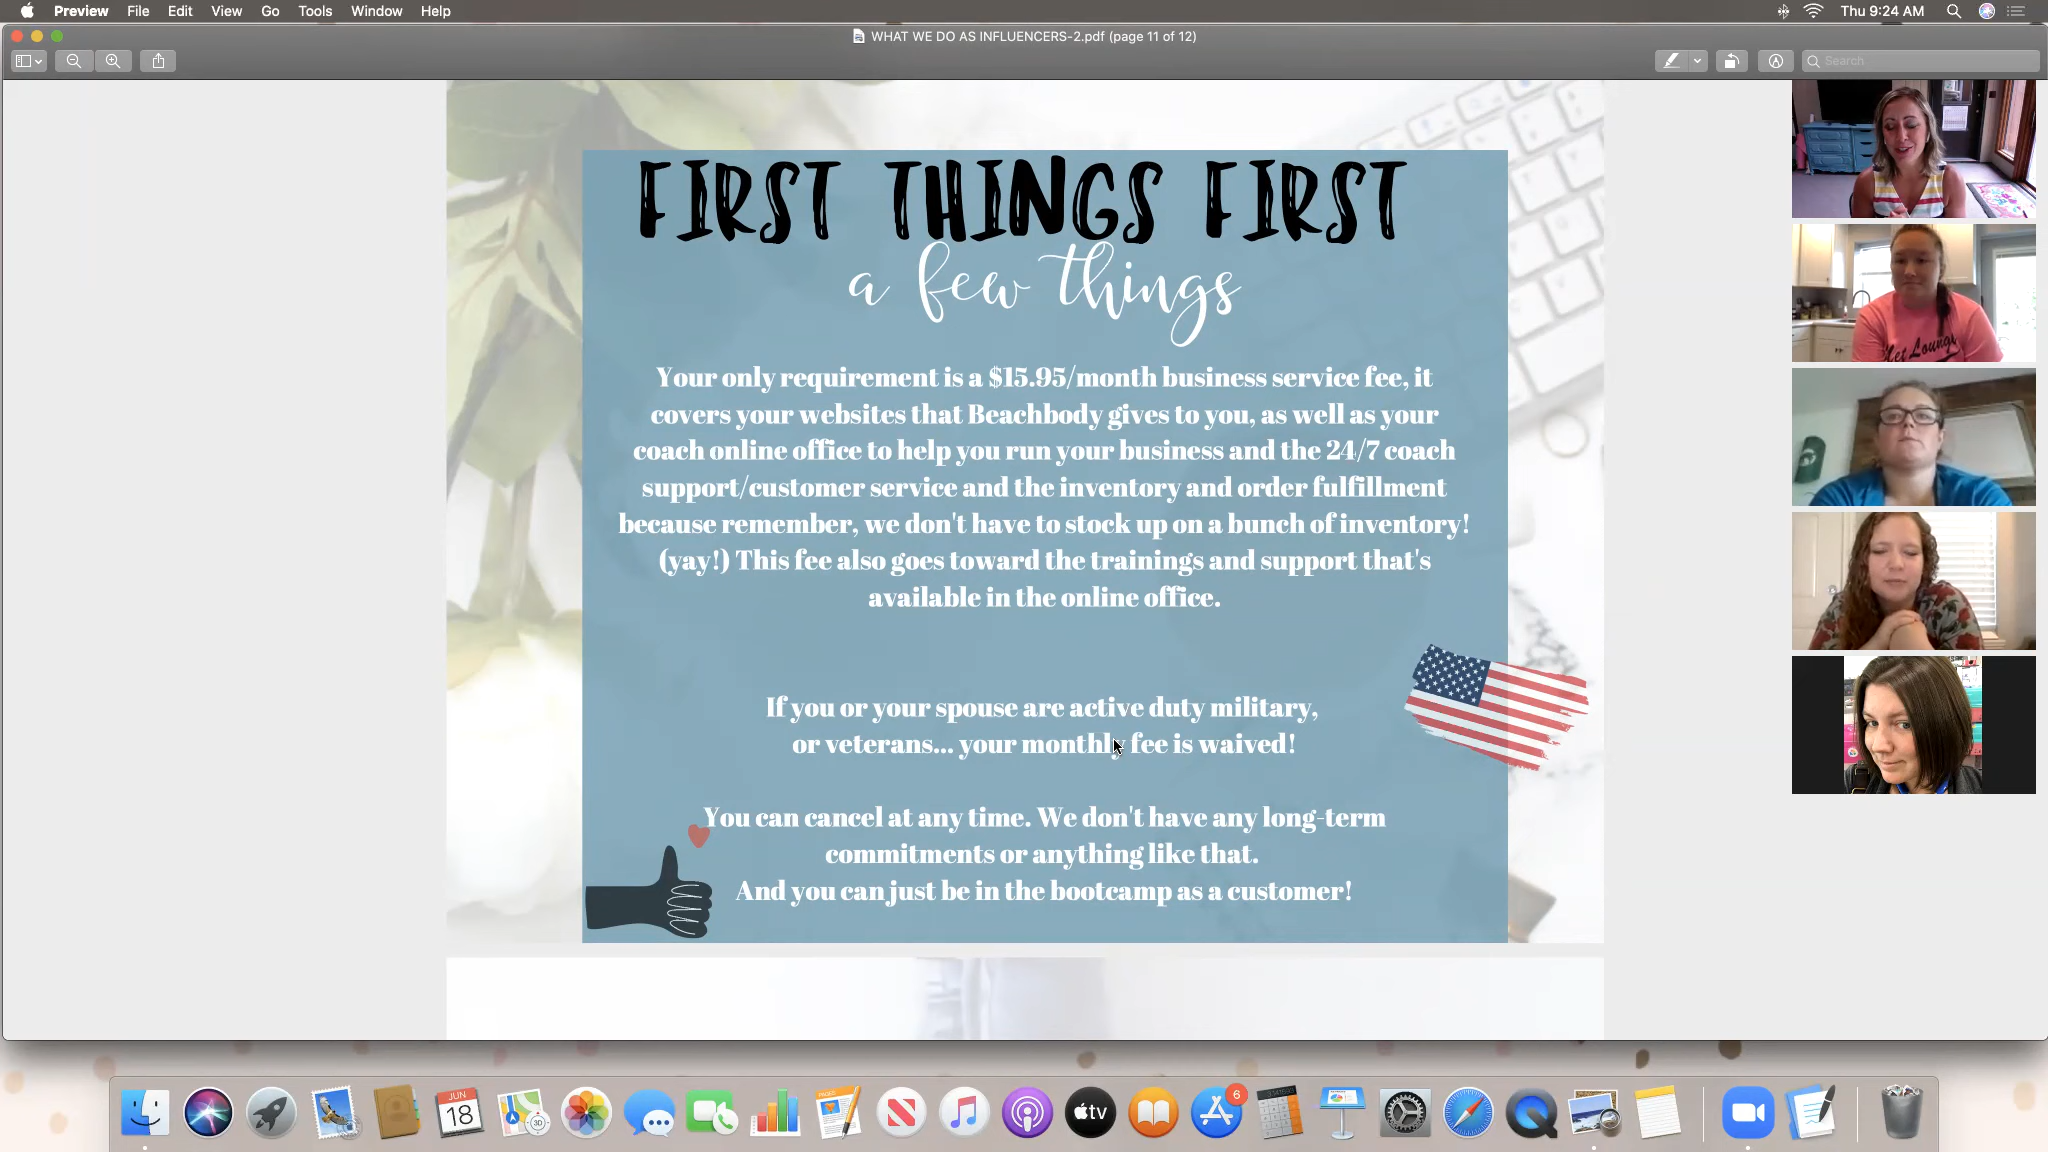 Preview File Edit View Go Tools Window Help
Thu 9:24 AM
WHAT WE DO AS INFLUENCERS-2.pdf (page 11 of 12)
Search
FIRST THINGS FIRST
a few things
Your only requirement is a $15.95/month business service fee, it
covers your websites that Beachbody gives to you, as well as your
coach online office to help you run your business and the 24/7 coach
support/customer service and the inventory and order fulfillment
because remember, we don't have to stock up on a bunch of inventory!
(yay!) This fee also goes toward the trainings and support that's
available in the online office.
If you or your spouse are active duty military,
or veterans... your monthly fee is waived!
You can cancel at any time. We don't have any long-term
commitments or anything like that.
And you can just be in the bootcamp as a customer!
JUN
18
3D
PAGES
tv
6